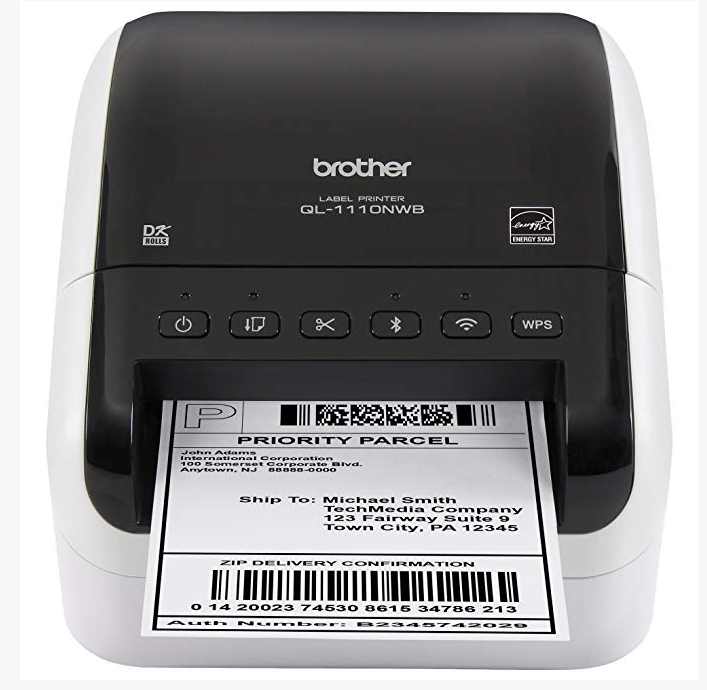 brother
LABEL PRINTER
QL-1110NWB
DK
ROLLS
energy
ENERGY STAR
WPS
P
PRIORITY PARCEL
John Adams
International Corporation
100 Somerset Corporate Blvd.
Anytown, NJ 88888-0000
Ship To: Michael Smith
TechMedia Company
123 Fairway Suite 9
Town City, PA 12345
ZIP DELIVERY CONFIRMATION
0 14 20023 74530 8615 34786 213
Auth Number: B2345742029